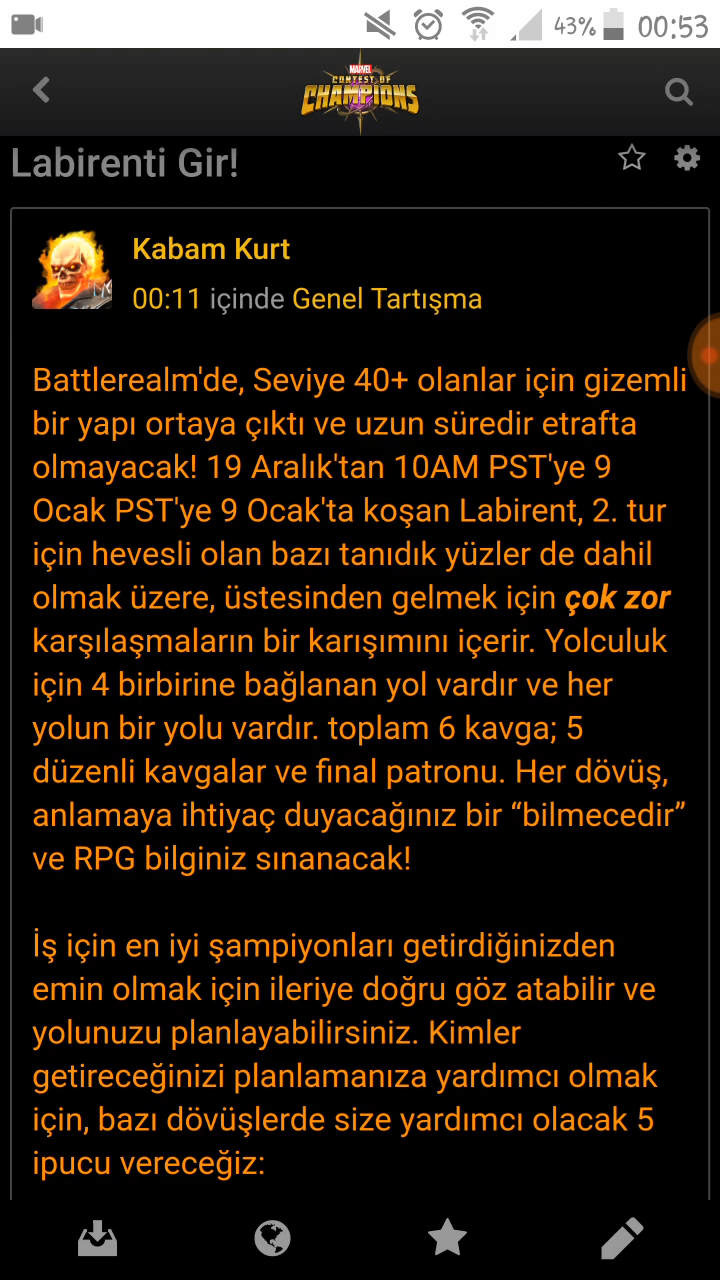 43% 00:53
MARVEL
CONTEST OF
CHAMPIONS
Labirenti Gir!
Kabam Kurt
00:11 içinde Genel Tartışma
Battlerealm'de, Seviye 40+ olanlar için gizemli
bir yapı ortaya çıktı ve uzun süredir etrafta
olmayacak! 19 Aralık'tan 10AM PST'ye 9
Ocak PST'ye 9 Ocak'ta koşan Labirent, 2. tur
için hevesli olan bazı tanıdık yüzler de dahil
olmak üzere, üstesinden gelmek için çok zor
karşılaşmaların bir karışımını içerir. Yolculuk
için 4 birbirine bağlanan yol vardır ve her
yolun bir yolu vardır. toplam 6 kavga; 5
düzenli kavgalar ve final patronu. Her dövüş,
anlamaya ihtiyaç duyacağınız bir “bilmecedir”
ve RPG bilginiz sınanacak!
İş için en iyi şampiyonları getirdiğinizden
emin olmak için ileriye doğru göz atabilir ve
yolunuzu planlayabilirsiniz. Kimler
getireceğinizi planlamanıza yardımcı olmak
için, bazı dövüşlerde size yardımcı olacak 5
ipucu vereceğiz: